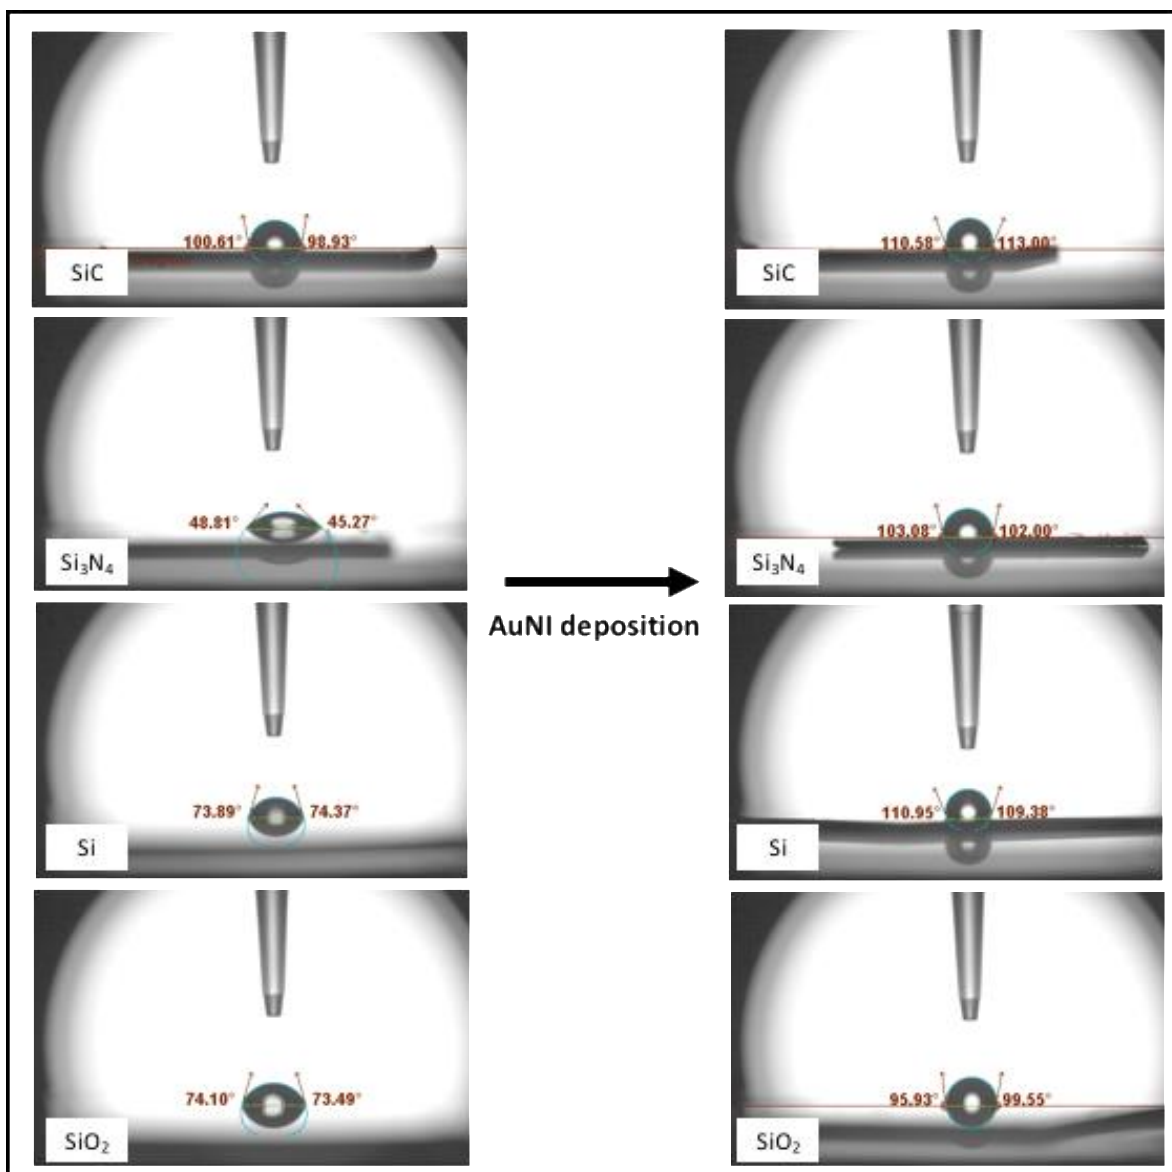 100.61° 98.93°
SiC
110.58° 113.00°
SiC
48.81° 45.27°
Si₃N₄
103.08° 102.00°
Si₃N₄
AuNI deposition
73.89° 74.37°
Si
110.95° 109.38°
Si
74.10° 73.49°
SiO₂
95.93° 99.55°
SiO₂